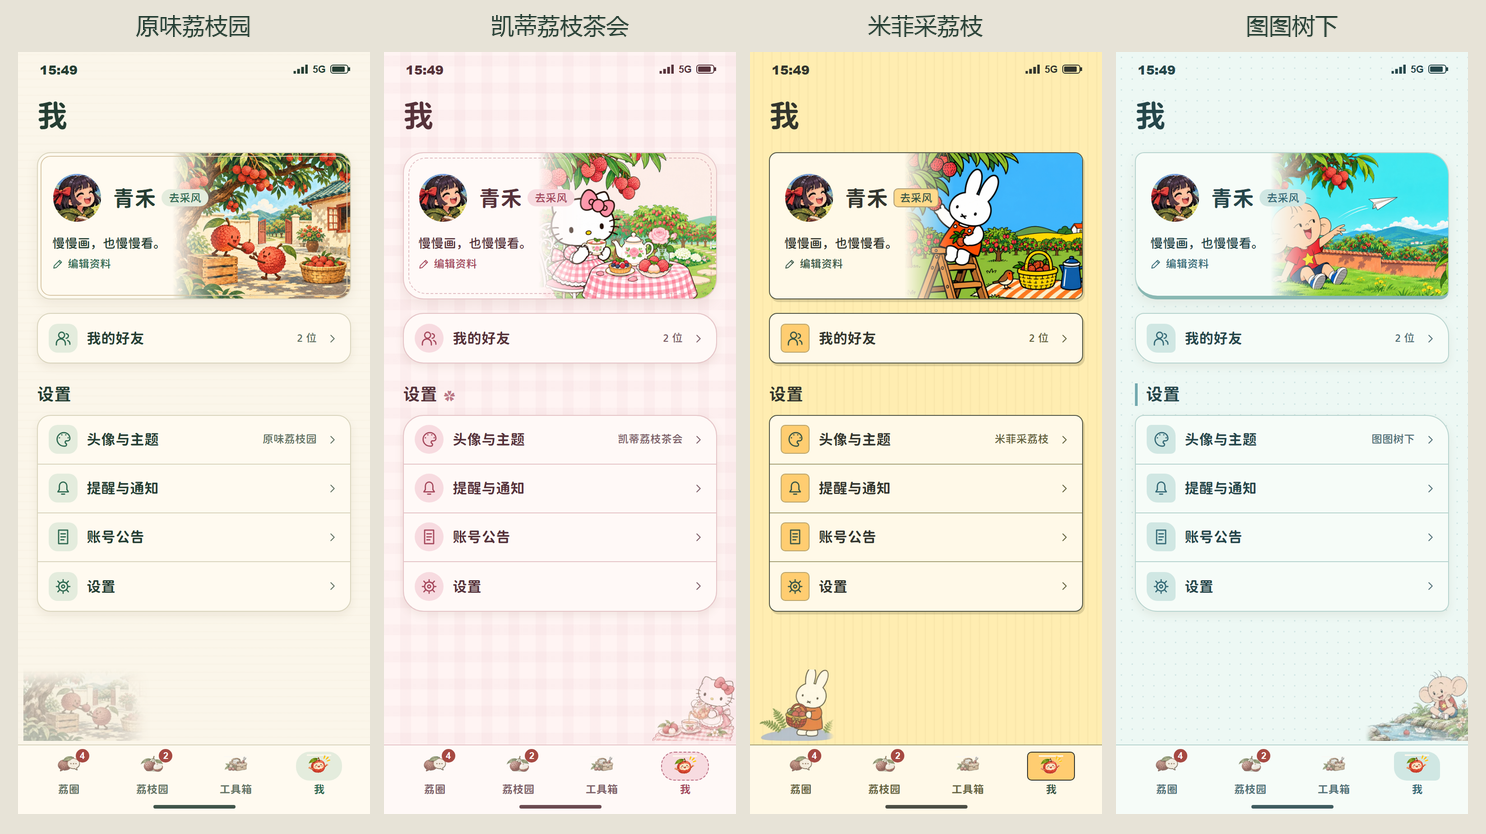 原味荔枝园
15:49
5G
我
青禾 去采风
慢慢画，也慢慢看。
编辑资料
我的好友 2 位
设置
头像与主题 原味荔枝园
提醒与通知
账号公告
设置
4 2
荔圈 荔枝园 工具箱 我
凯蒂荔枝茶会
15:49
5G
我
青禾 去采风
慢慢画，也慢慢看。
编辑资料
我的好友 2 位
设置
头像与主题 凯蒂荔枝茶会
提醒与通知
账号公告
设置
4 2
荔圈 荔枝园 工具箱 我
米菲采荔枝
15:49
5G
我
青禾 去采风
慢慢画，也慢慢看。
编辑资料
我的好友 2 位
设置
头像与主题 米菲采荔枝
提醒与通知
账号公告
设置
4 2
荔圈 荔枝园 工具箱 我
图图树下
15:49
5G
我
青禾 去采风
慢慢画，也慢慢看。
编辑资料
我的好友 2 位
设置
头像与主题 图图树下
提醒与通知
账号公告
设置
4 2
荔圈 荔枝园 工具箱 我